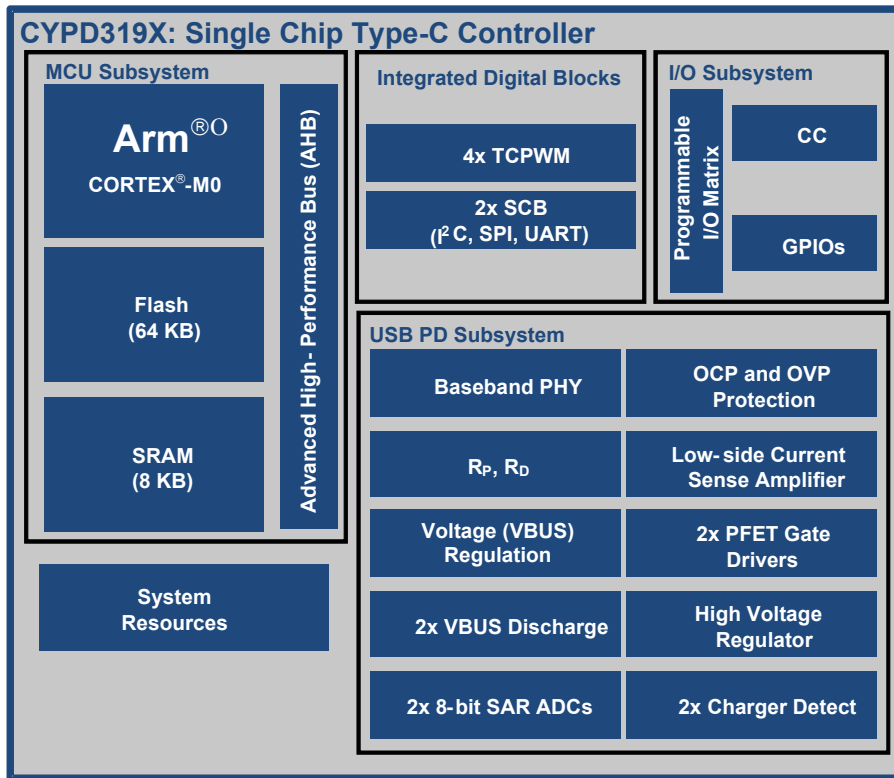 CYPD319X: Single Chip Type-C Controller
MCU Subsystem
Arm®O
CORTEX®-M0
Flash
(64 KB)
SRAM
(8 KB)
Advanced High- Performance Bus (AHB)
System
Resources
Integrated Digital Blocks
4x TCPWM
2x SCB
(I² C, SPI, UART)
I/O Subsystem
Programmable
I/O Matrix
CC
GPIOs
USB PD Subsystem
Baseband PHY
OCP and OVP
Protection
RP, RD
Low- side Current
Sense Amplifier
Voltage (VBUS)
Regulation
2x PFET Gate
Drivers
2x VBUS Discharge
High Voltage
Regulator
2x 8-bit SAR ADCs
2x Charger Detect